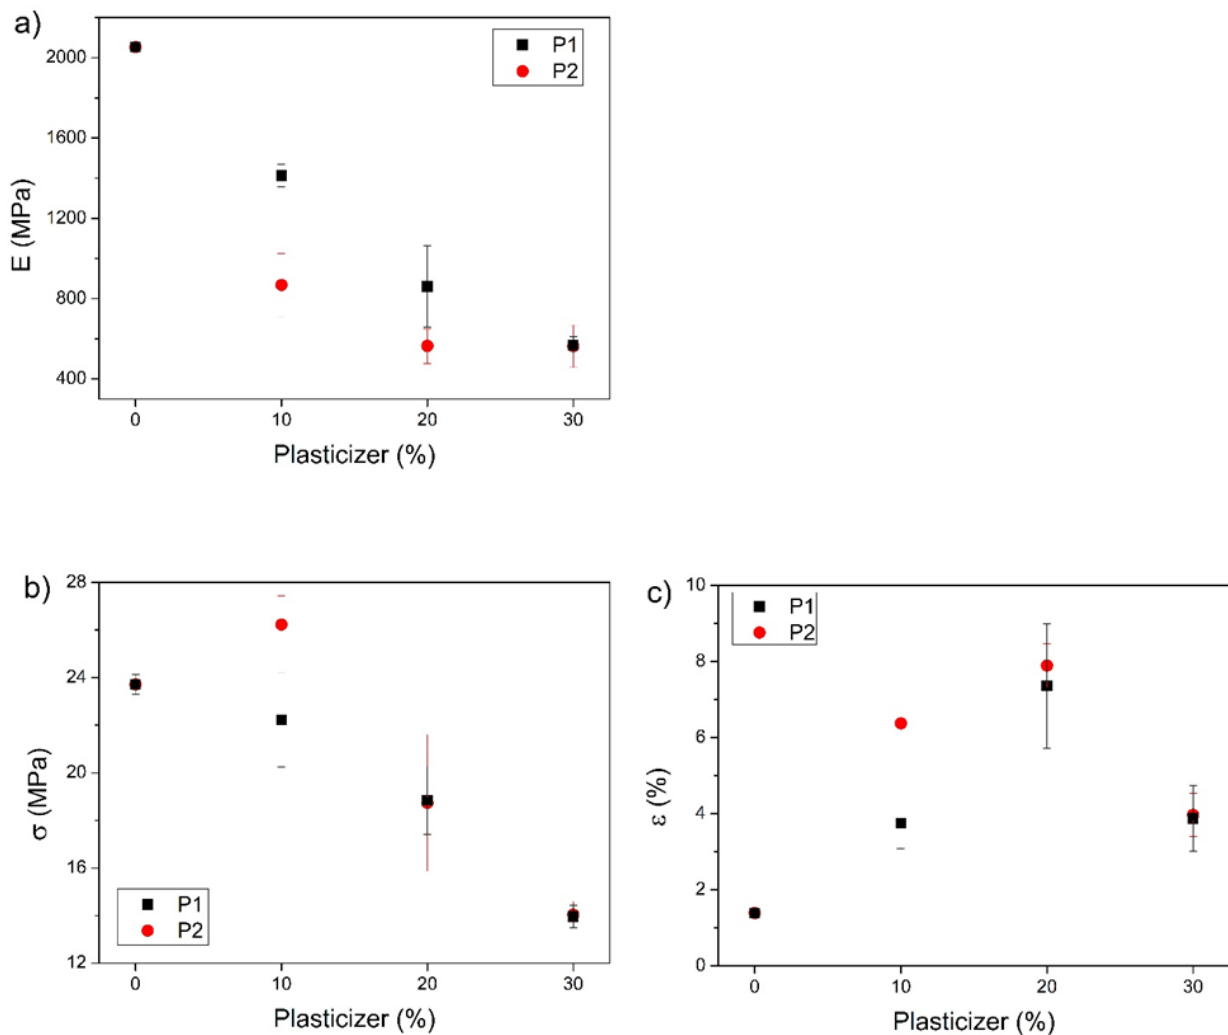 a)
P1
P2
2000
1600
1200
800
400
E (MPa)
0 10 20 30
Plasticizer (%)
b)
28
24
20
16
12
σ (MPa)
P1
P2
0 10 20 30
Plasticizer (%)
c)
P1
P2
10
8
6
4
2
0
ε (%)
0 10 20 30
Plasticizer (%)